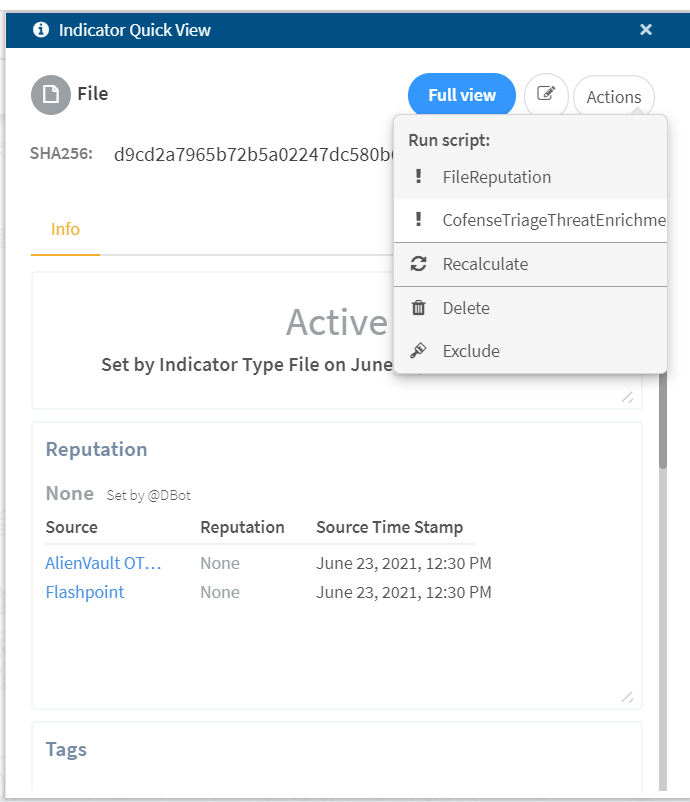 Indicator Quick View
File
Full view
Actions
SHA256: d9cd2a7965b72b5a02247dc580b
Run script:
FileReputation
CofenseTriageThreatEnrichme
Recalculate
Delete
Exclude
Info
Active
Set by Indicator Type File on June
Reputation
None Set by @DBot
Source Reputation Source Time Stamp
AlienVault OT... None June 23, 2021, 12:30 PM
Flashpoint None June 23, 2021, 12:30 PM
Tags